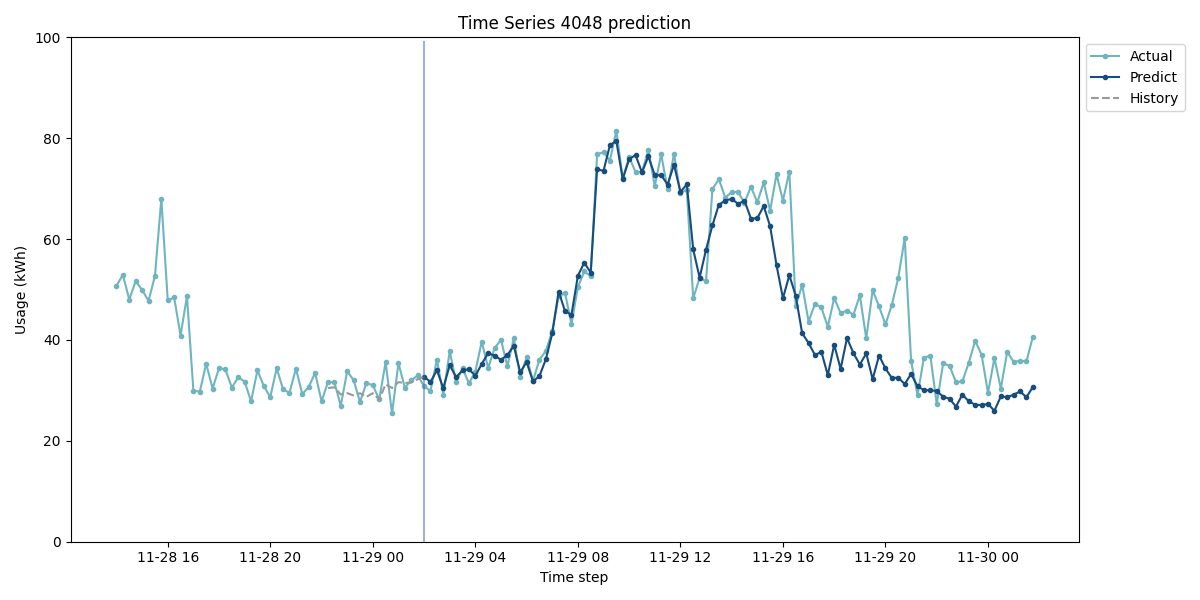 Time Series 4048 prediction
100
80
60
40
20
0
Usage (kWh)
11-28 16
11-28 20
11-29 00
11-29 04
11-29 08
11-29 12
11-29 16
11-29 20
11-30 00
Time step
Actual
Predict
History